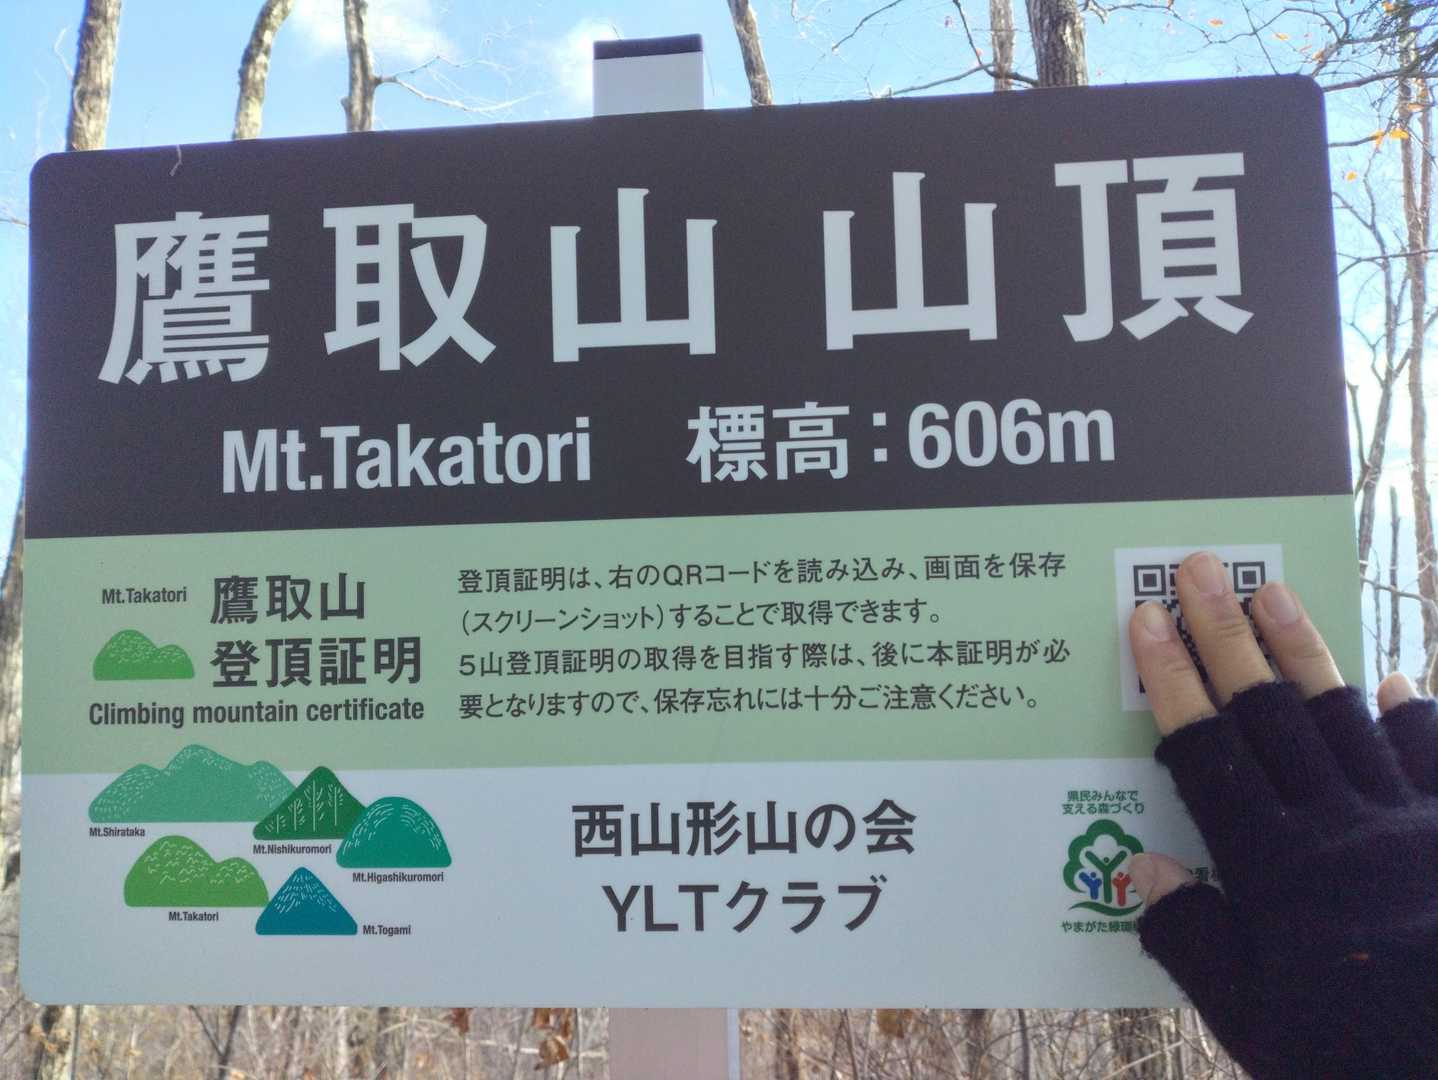 鷹取山 山頂
Mt.Takatori 標高：606m
Mt.Takatori
鷹取山
登頂証明
Climbing mountain certificate
登頂証明は、右のQRコードを読み込み、画面を保存
(スクリーンショット)することで取得できます。
5山登頂証明の取得を目指す際は、後に本証明が必
要となりますので、保存忘れには十分ご注意ください。
Mt.Shirataka
Mt.Nishikuromori
Mt.Higashikuromori
Mt.Takatori
Mt.Togami
西山形山の会
YLTクラブ
県民みんなで
支える森づくり
やまがた緑環